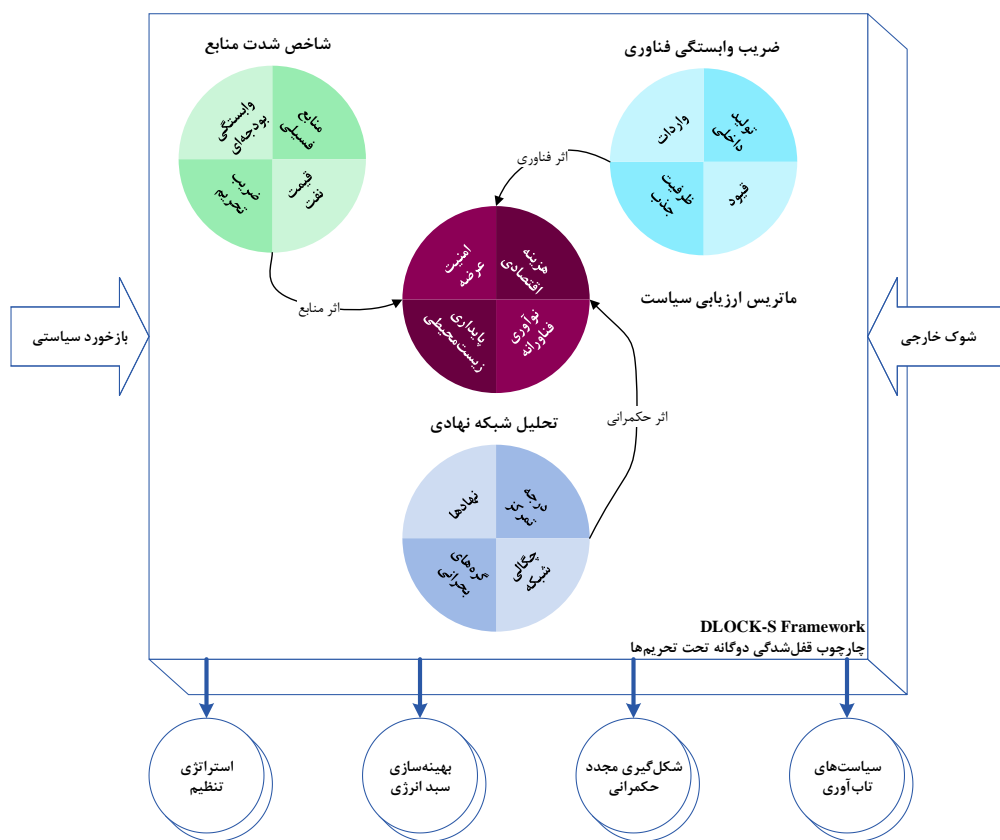 ضریب وابستگی فناوری
تولید
داخلی
واردات
ظرفیت
جذب
قیود
شاخص شدت منابع
منابع
فسیلی
وابستگی
بودجه‌ای
ضریب
تحریم
قیمت
نفت
اثر فناوری
اثر منابع
هزینه
اقتصادی
امنیت
عرضه
پایداری
زیست‌محیطی
نوآوری
فناورانه
ماتریس ارزیابی سیاست
شوک خارجی
بازخورد سیاستی
اثر حکمرانی
تحلیل شبکه نهادی
درجه
تمرکز
نهادها
گره‌های
بحرانی
چگالی
شبکه
DLOCK-S Framework
چارچوب قفل‌شدگی دوگانه تحت تحریم‌ها
سیاست‌های
تاب‌آوری
شکل‌گیری مجدد
حکمرانی
بهینه‌سازی
سبد انرژی
استراتژی
تنظیم